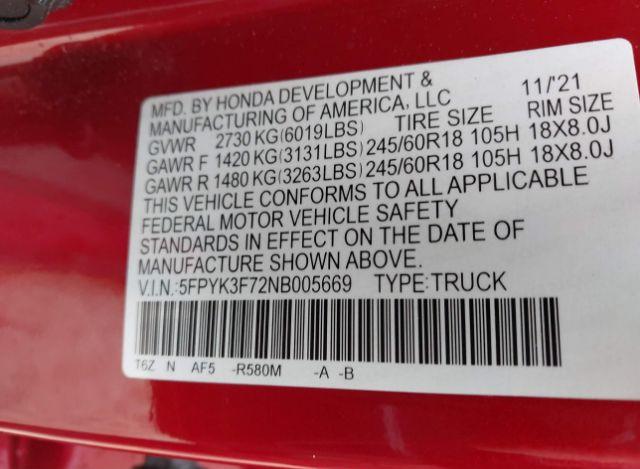 MFD. BY HONDA DEVELOPMENT &
MANUFACTURING OF AMERICA, LLC 11/'21
GVWR 2730 KG(6019LBS) TIRE SIZE RIM SIZE
GAWR F 1420 KG(3131LBS) 245/60R18 105H 18X8.0J
GAWR R 1480 KG(3263LBS) 245/60R18 105H 18X8.0J
THIS VEHICLE CONFORMS TO ALL APPLICABLE
FEDERAL MOTOR VEHICLE SAFETY
STANDARDS IN EFFECT ON THE DATE OF
MANUFACTURE SHOWN ABOVE.
V.I.N.:5FPYK3F72NB005669 TYPE:TRUCK
T6Z N AF5 -R580M -A -B